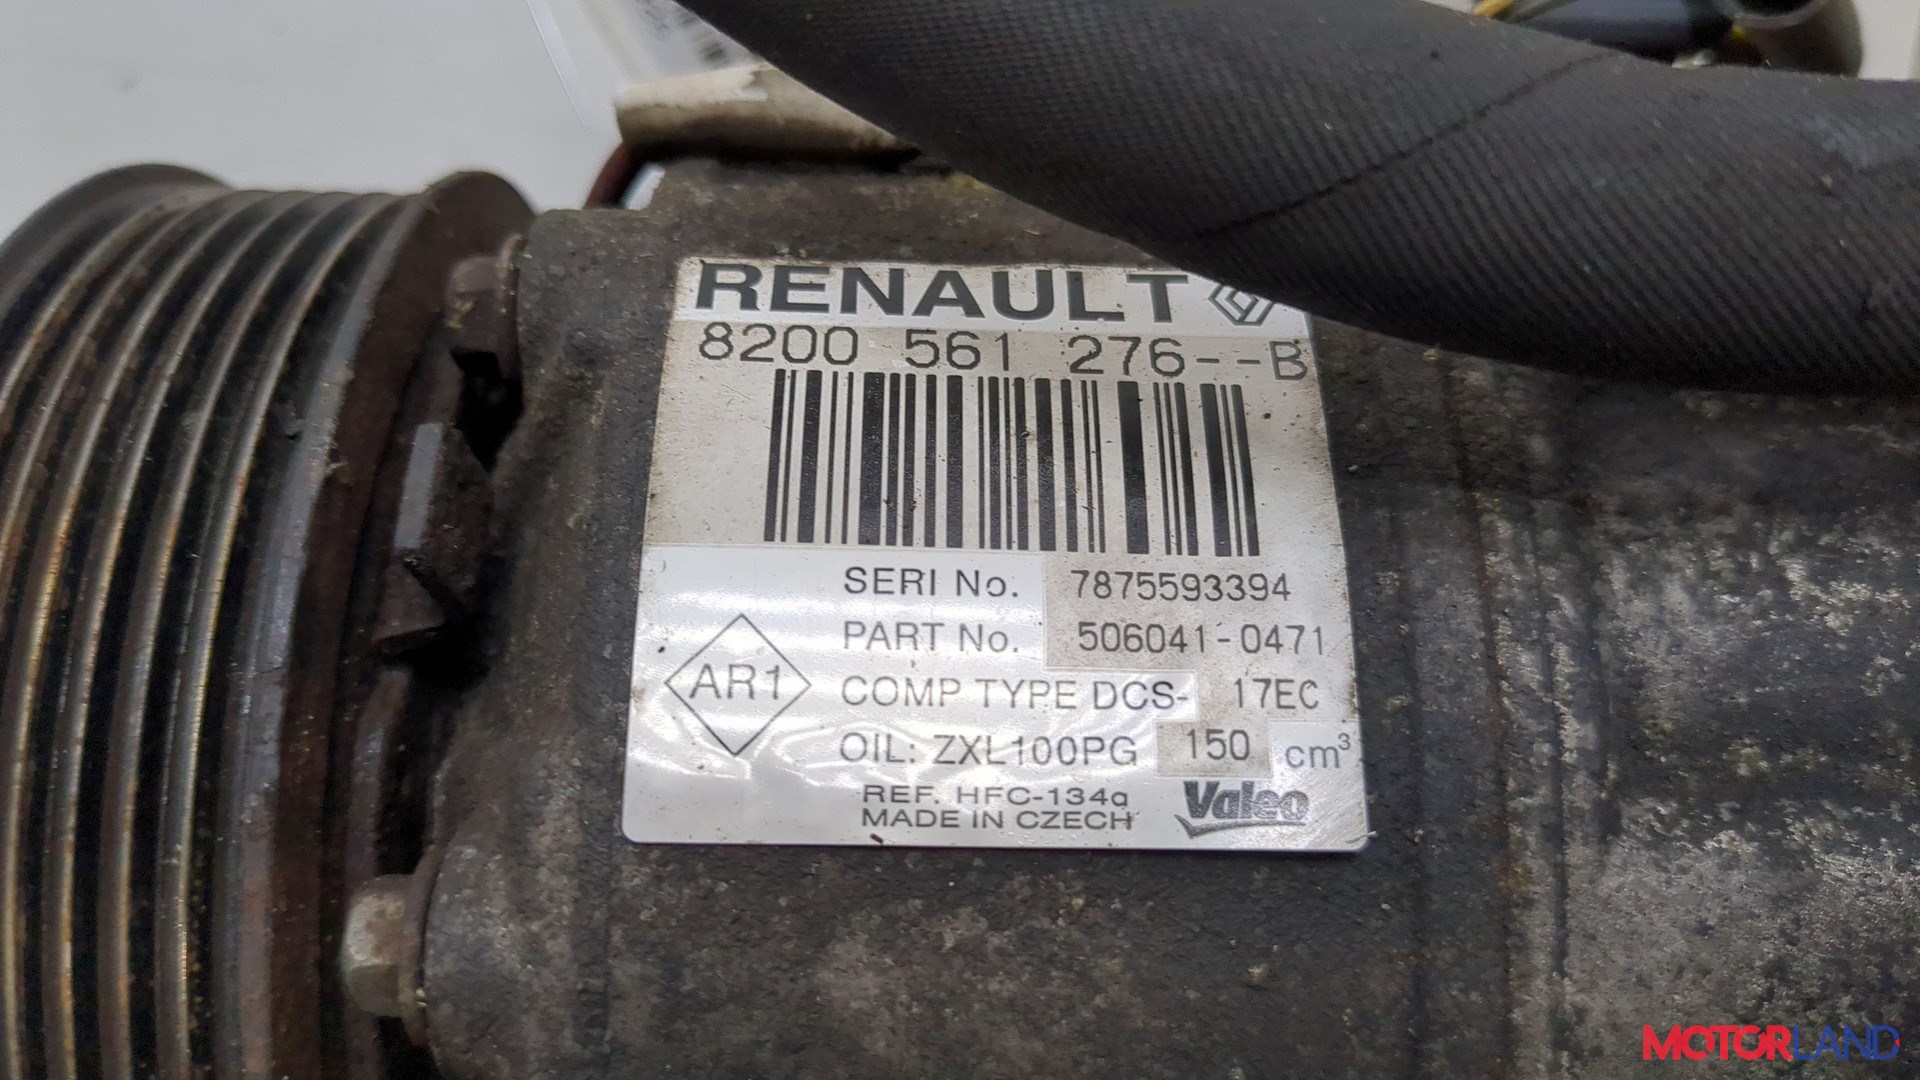 RENAULT
8200 561 276--B
SERI No. 7875593394
PART No. 506041-0471
AR1
COMP TYPE DCS- 17EC
OIL: ZXL100PG 150 cm³
REF. HFC-134a
MADE IN CZECH
Valeo
MOTORLAND